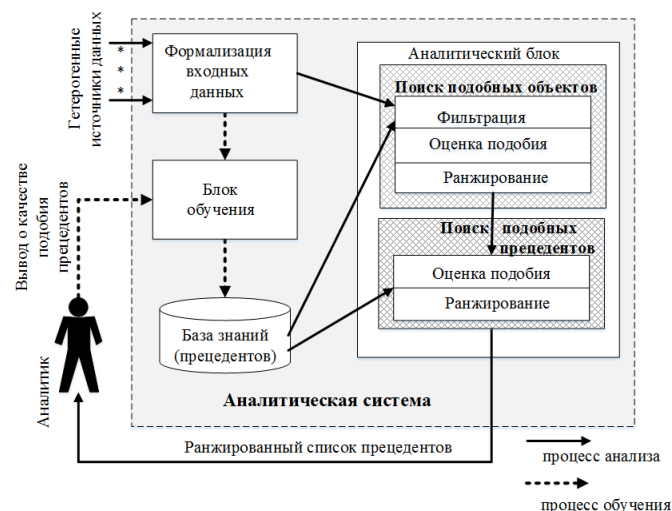 Гетеротенные
источники данных
* * *
Формализация
входных
данных
Аналитический блок
Поиск подобных объектов
Фильтрация
Оценка подобия
Ранжирование
Блок
обучения
Вывод о качестве
подобия
прецедентов
Поиск подобных
прецедентов
Оценка подобия
Ранжирование
База знаний
(прецедентов)
Аналитик
Аналитическая система
Ранжированный список прецедентов
процесс анализа
процесс обучения